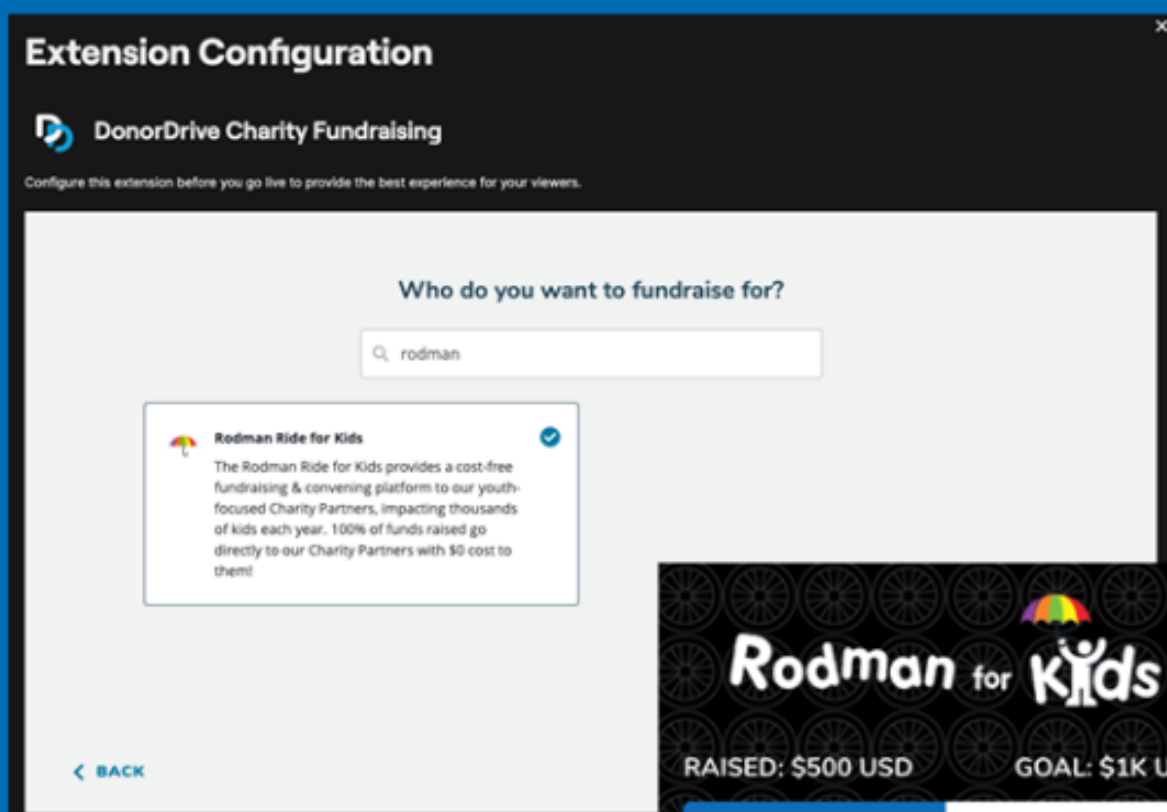 Extension Configuration
DonorDrive Charity Fundraising
Configure this extension before you go live to provide the best experience for your viewers.
Who do you want to fundraise for?
rodman
Rodman Ride for Kids
The Rodman Ride for Kids provides a cost-free
fundraising & convening platform to our youth-
focused Charity Partners, impacting thousands
of kids each year. 100% of funds raised go
directly to our Charity Partners with $0 cost to
them!
Rodman for Kids
BACK
RAISED: $500 USD
GOAL: $1K U